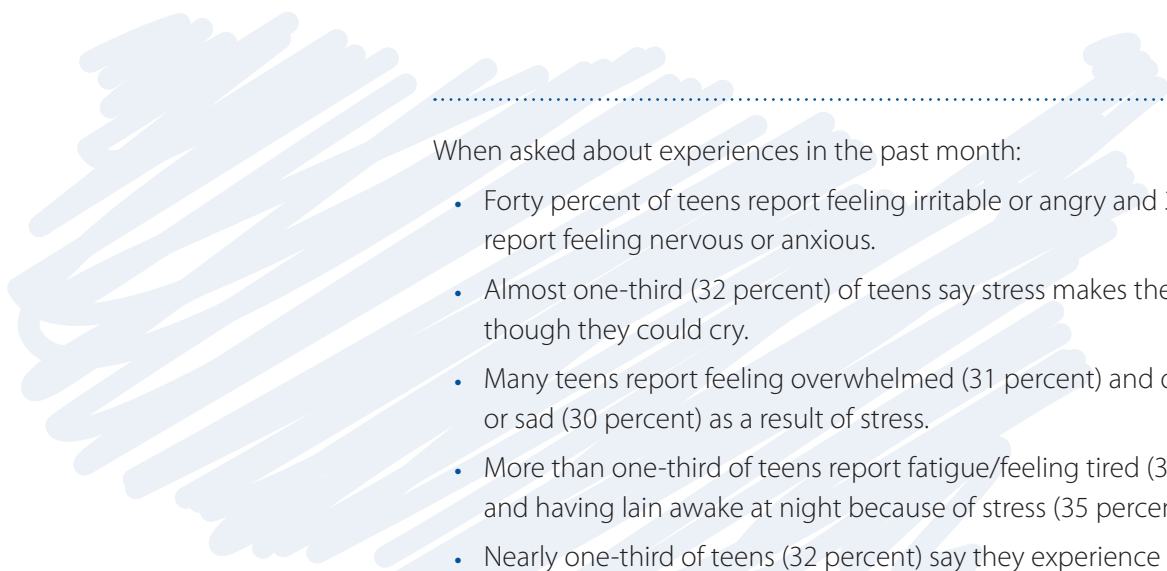 When asked about experiences in the past month:
• Forty percent of teens report feeling irritable or angry and
report feeling nervous or anxious.
• Almost one-third (32 percent) of teens say stress makes
though they could cry.
• Many teens report feeling overwhelmed (31 percent) and
or sad (30 percent) as a result of stress.
• More than one-third of teens report fatigue/feeling tired
and having lain awake at night because of stress (35
• Nearly one-third of teens (32 percent) say they experience